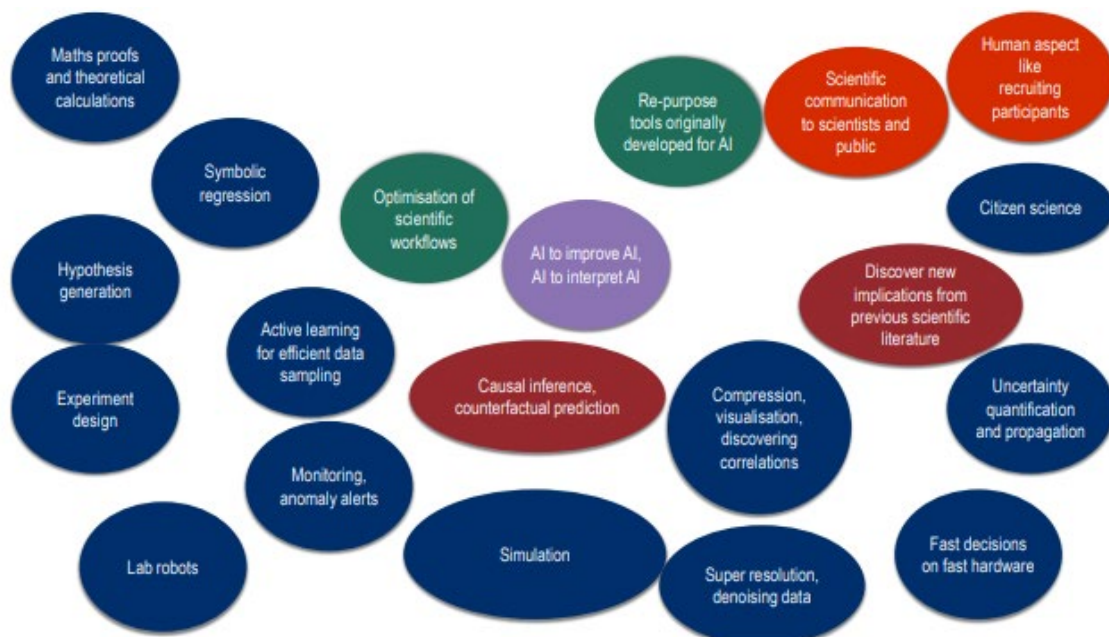 Maths proofs
and theoretical
calculations
Symbolic
regression
Optimisation of
scientific
workflows
Re-purpose
tools originally
developed for AI
Scientific
communication
to scientists and
public
Human aspect
like
recruiting
participants
Citizen science
AI to improve AI,
AI to interpret AI
Hypothesis
generation
Active learning
for efficient data
sampling
Discover new
implications from
previous scientific
literature
Experiment
design
Causal inference,
counterfactual prediction
Compression,
visualisation,
discovering
correlations
Uncertainty
quantification
and propagation
Monitoring,
anomaly alerts
Lab robots
Simulation
Super resolution,
denoising data
Fast decisions
on fast hardware